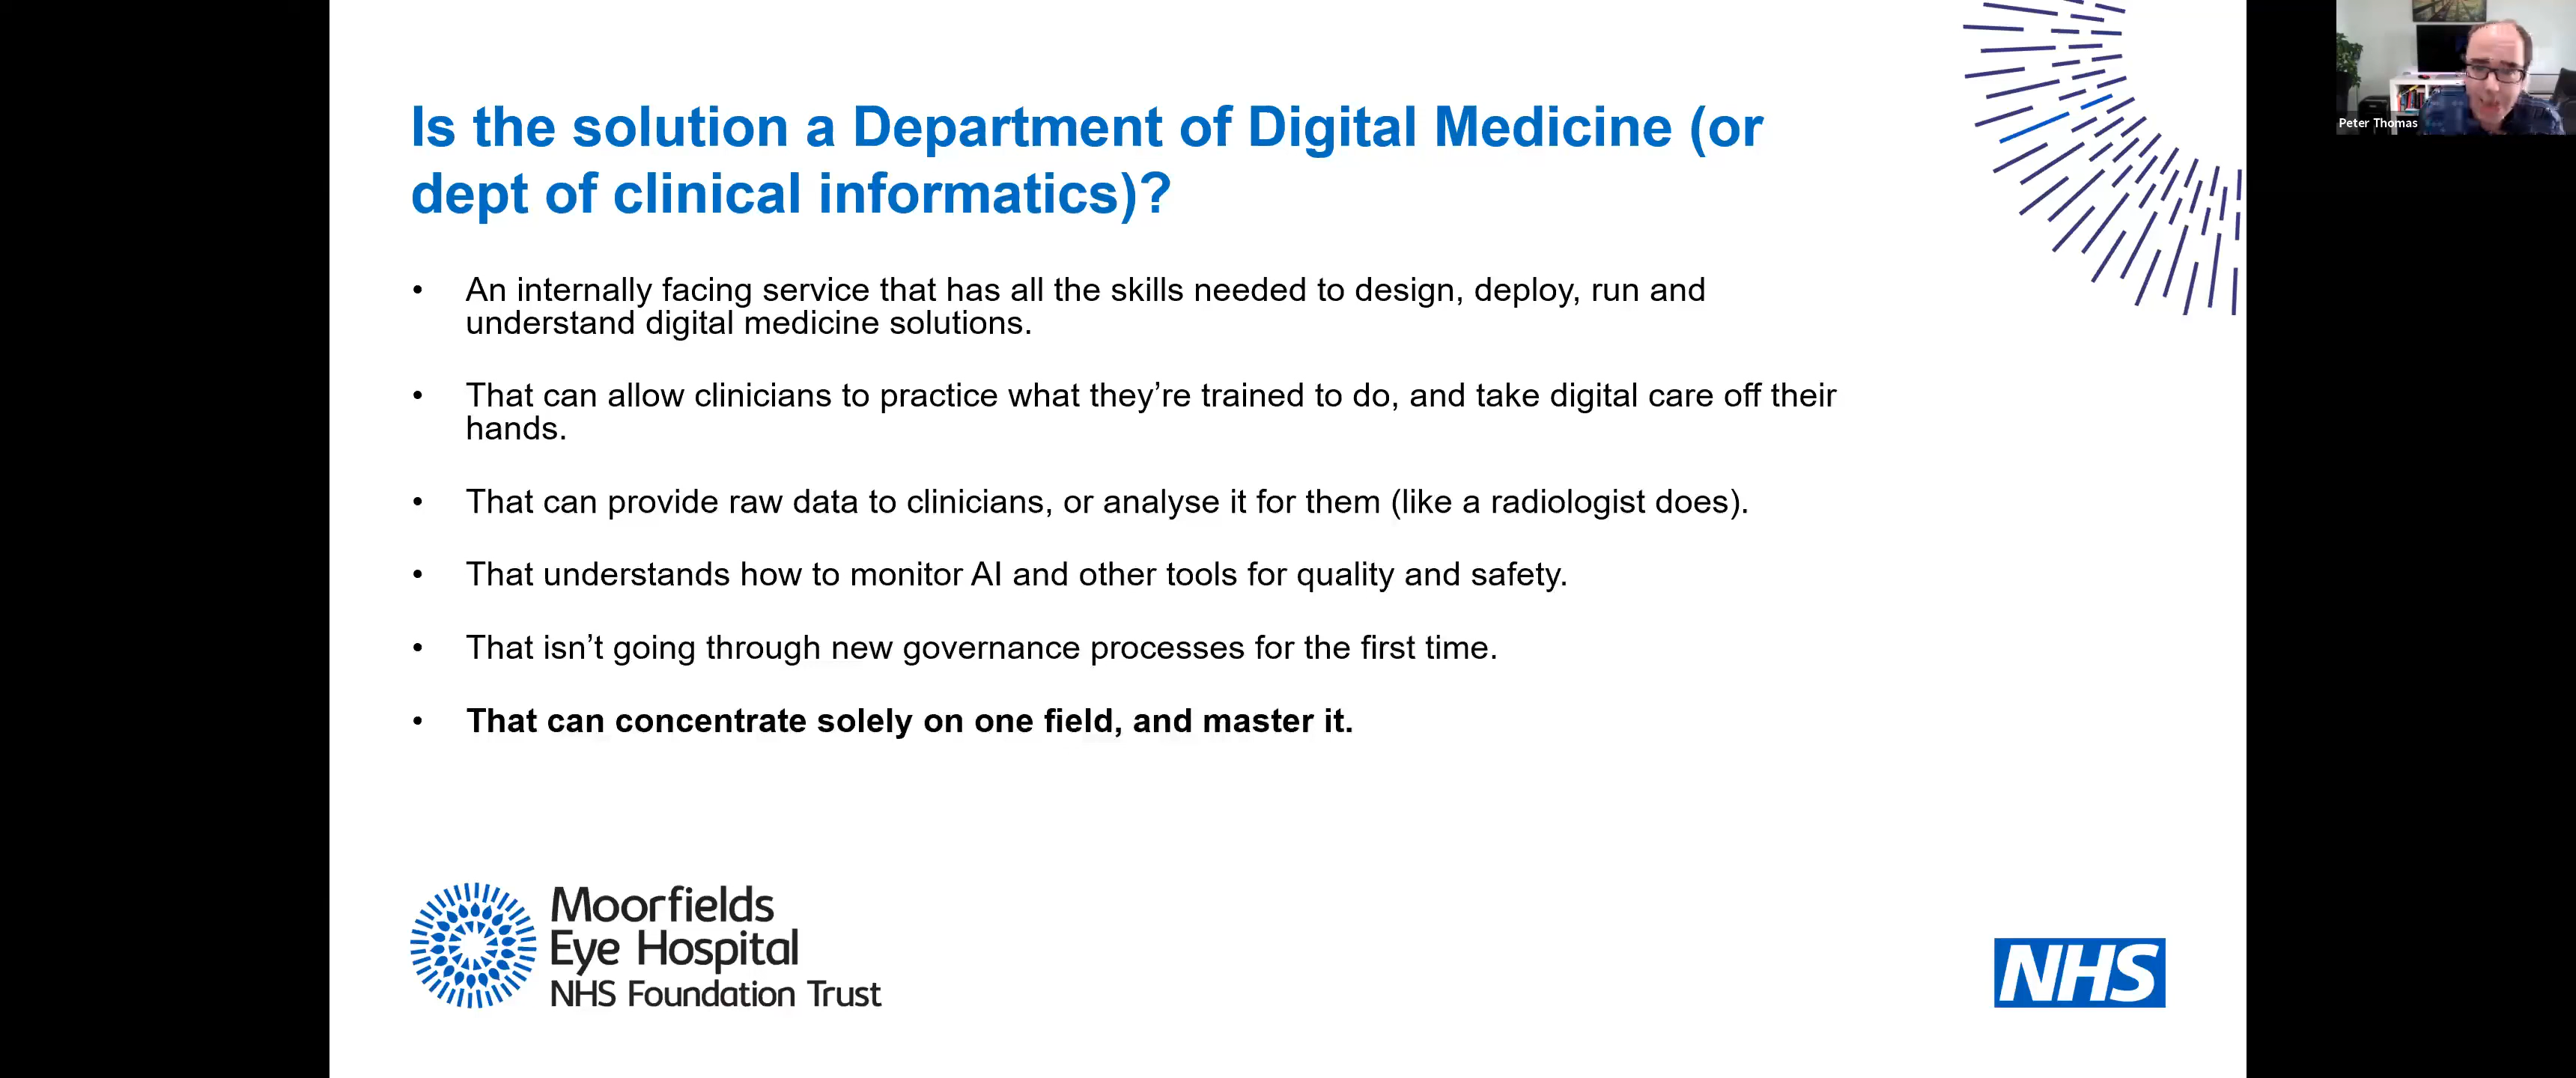 Is the solution a Department of Digital Medicine (or
dept of clinical informatics)?
• An internally facing service that has all the skills needed to design, deploy, run and
understand digital medicine solutions.
• That can allow clinicians to practice what they’re trained to do, and take digital care off their
hands.
• That can provide raw data to clinicians, or analyse it for them (like a radiologist does).
• That understands how to monitor AI and other tools for quality and safety.
• That isn’t going through new governance processes for the first time.
• That can concentrate solely on one field, and master it.
Moorfields
Eye Hospital
NHS Foundation Trust
NHS
Peter Thomas